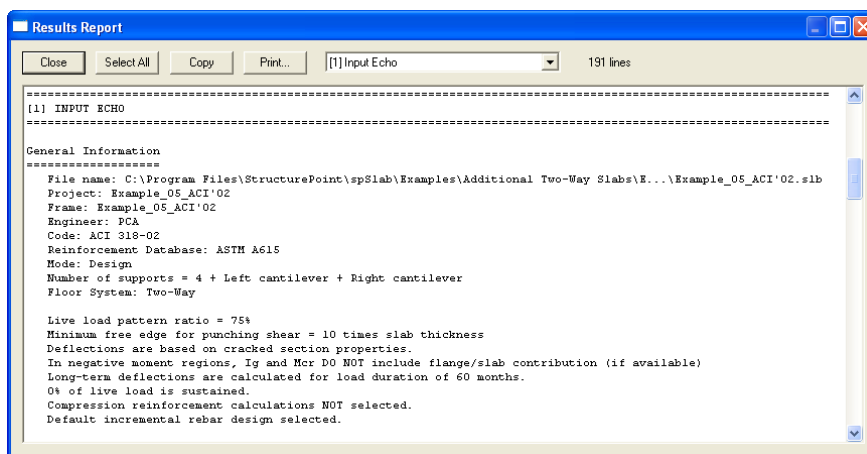 Results Report
Close Select All Copy Print... [1] Input Echo 191 lines
==========================================================================================================
[1] INPUT ECHO
==========================================================================================================
General Information
===================
File name: C:\Program Files\StructurePoint\spSlab\Examples\Additional Two-Way Slabs\E...\Example_05_ACI'02.slb
Project: Example_05_ACI'02
Frame: Example_05_ACI'02
Engineer: PCA
Code: ACI 318-02
Reinforcement Database: ASTM A615
Mode: Design
Number of supports = 4 + Left cantilever + Right cantilever
Floor System: Two-Way
Live load pattern ratio = 75%
Minimum free edge for punching shear = 10 times slab thickness
Deflections are based on cracked section properties.
In negative moment regions, Ig and Mcr DO NOT include flange/slab contribution (if available)
Long-term deflections are calculated for load duration of 60 months.
0% of live load is sustained.
Compression reinforcement calculations NOT selected.
Default incremental rebar design selected.